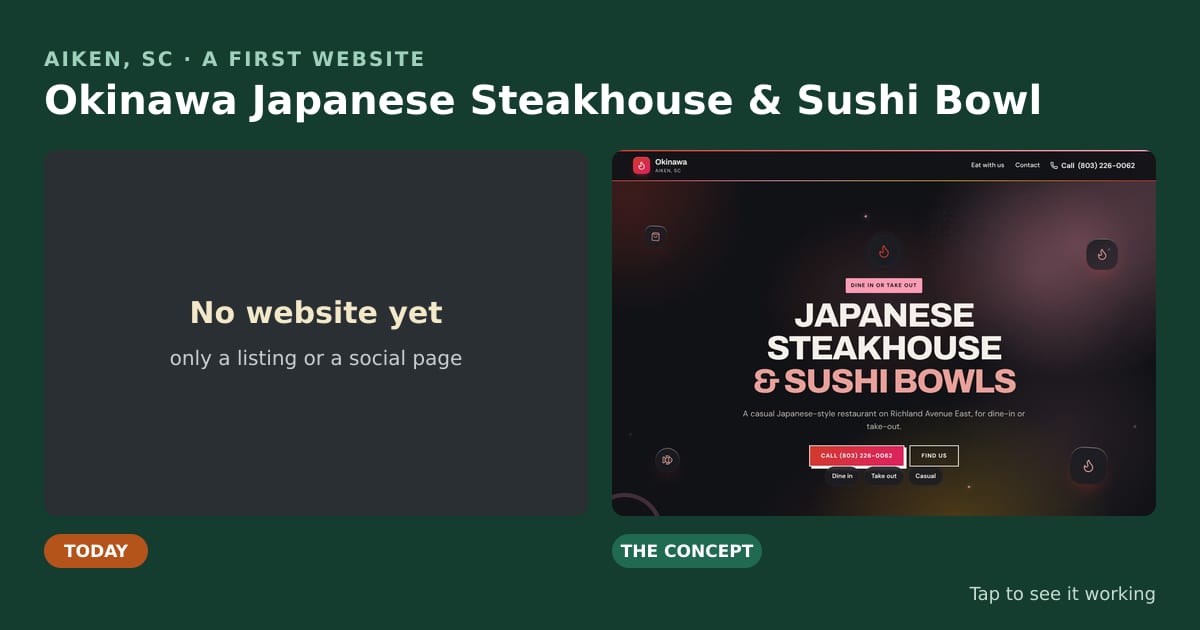 AIKEN, SC · A FIRST WEBSITE
Okinawa Japanese Steakhouse & Sushi Bowl
No website yet
only a listing or a social page
Okinawa
AIKEN, SC
Eat with us
Contact
Call (803) 226-0062
DINE IN OR TAKE OUT
JAPANESE
STEAKHOUSE
& SUSHI BOWLS
A casual Japanese-style restaurant on Richland Avenue East, for dine-in or
take-out.
CALL (803) 226-0062
FIND US
Dine in
Take out
Casual
TODAY
THE CONCEPT
Tap to see it working